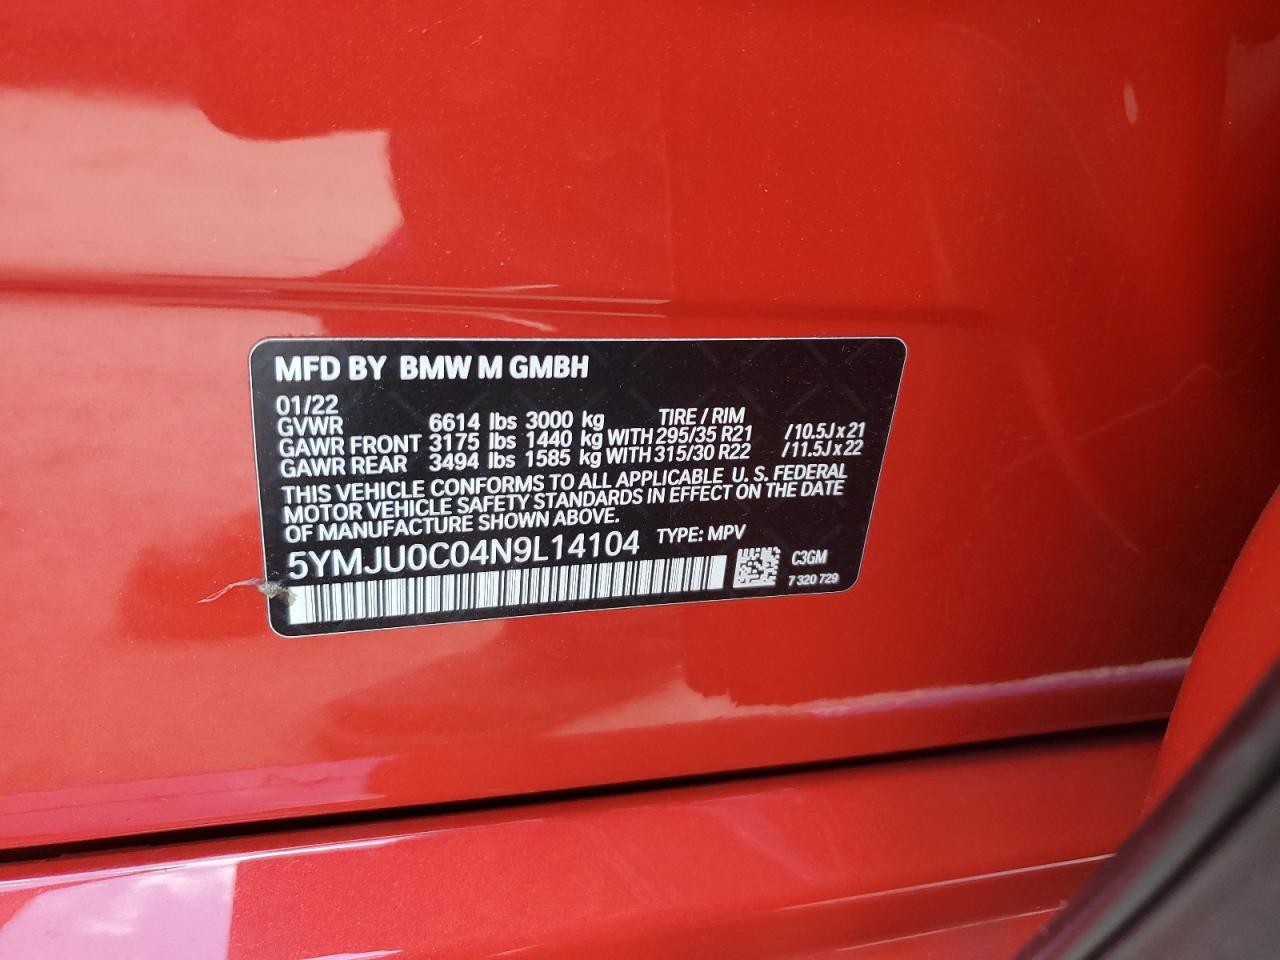 MFD BY BMW M GMBH
01/22
GVWR 6614 lbs 3000 kg TIRE / RIM
GAWR FRONT 3175 lbs 1440 kg WITH 295/35 R21 /10.5J x 21
GAWR REAR 3494 lbs 1585 kg WITH 315/30 R22 /11.5J x 22
THIS VEHICLE CONFORMS TO ALL APPLICABLE U. S. FEDERAL
MOTOR VEHICLE SAFETY STANDARDS IN EFFECT ON THE DATE
OF MANUFACTURE SHOWN ABOVE.
5YMJU0C04N9L14104 TYPE: MPV
C3GM
7 320 729